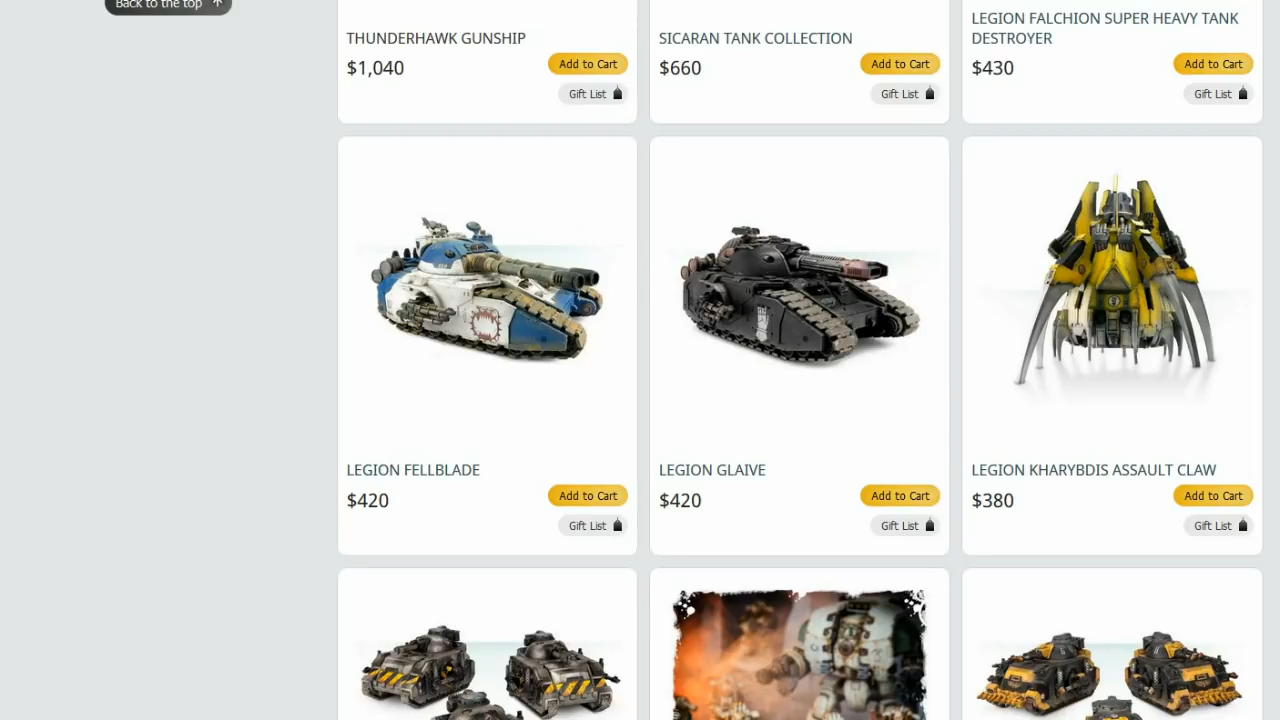 Back to the top ↑
THUNDERHAWK GUNSHIP
$1,040
Add to Cart
Gift List
SICARAN TANK COLLECTION
$660
Add to Cart
Gift List
LEGION FALCHION SUPER HEAVY TANK
DESTROYER
$430
Add to Cart
Gift List
LEGION FELLBLADE
$420
Add to Cart
Gift List
LEGION GLAIVE
$420
Add to Cart
Gift List
LEGION KHARYBDIS ASSAULT CLAW
$380
Add to Cart
Gift List